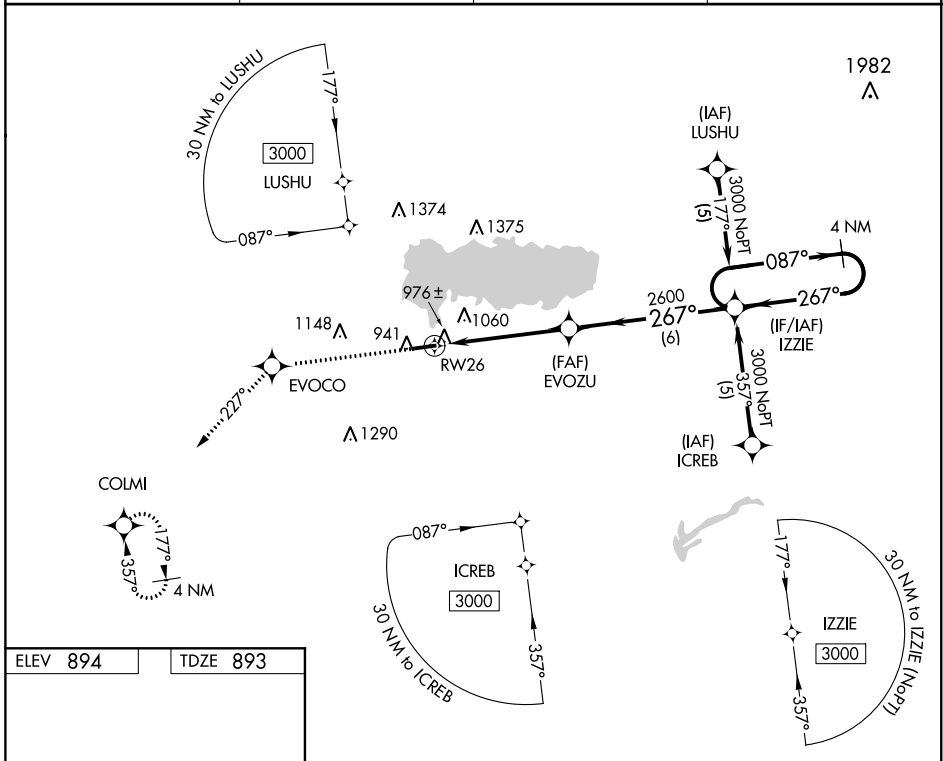 1982
30 NM to LUSHU
177°
3000
LUSHU
087°
(IAF)
LUSHU
3000 NoPT
177°
(5)
4 NM
087°
267°
1374
1375
976±
1060
1148
941
RW26
2600
267°
(6)
(FAF)
EVOZU
(IF/IAF)
IZZIE
EVOCO
227°
1290
3000 NoPT
357°
(5)
(IAF)
ICREB
COLMI
177°
357°
4 NM
087°
ICREB
3000
357°
30 NM to ICREB
177°
IZZIE
3000
357°
30 NM to IZZIE (NoPT)
ELEV 894
TDZE 893